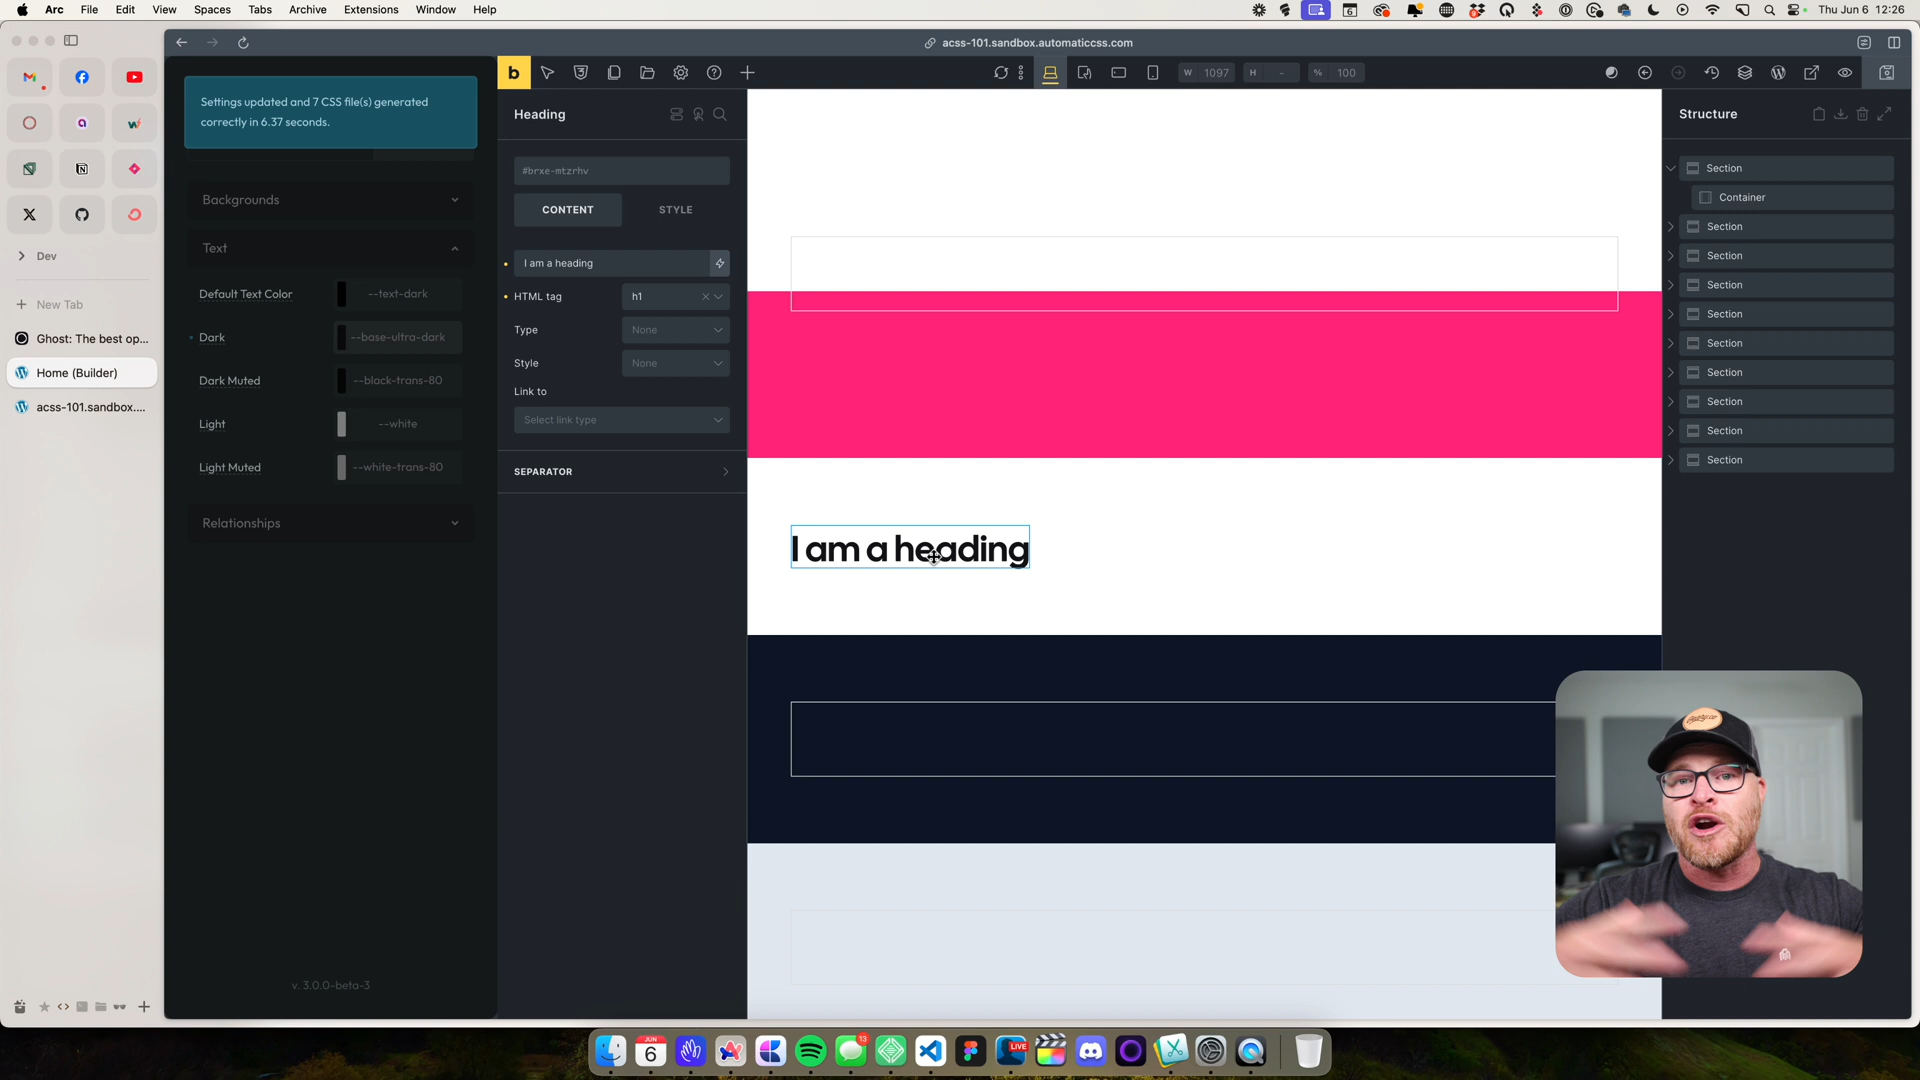 Arc File Edit View Spaces Tabs Archive Extensions Window Help
6
Thu Jun 6 12:26
acss-101.sandbox.automaticcss.com
Settings updated and 7 CSS file(s) generated
correctly in 6.37 seconds.
Backgrounds
Text
Default Text Color --text-dark
Dark --base-ultra-dark
Dark Muted --black-trans-80
Light --white
Light Muted --white-trans-80
Relationships
v. 3.0.0-beta-3
Dev
New Tab
Ghost: The best op...
Home (Builder)
acss-101.sandbox....
b
W 1097 H - % 100
Heading
#brxe-mtzrhv
CONTENT STYLE
I am a heading
HTML tag h1
Type None
Style None
Link to
Select link type
SEPARATOR
I am a heading
Structure
Section
Container
Section
Section
Section
Section
Section
Section
Section
Section
Section
JUN
6
13
LIVE